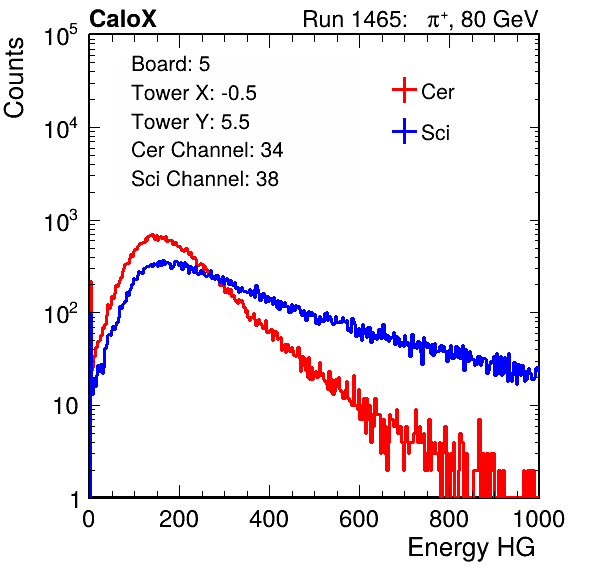 CaloX Run 1465: π⁺, 80 GeV
Counts
10⁵
10⁴
10³
10²
10
1
Board: 5
Tower X: -0.5
Tower Y: 5.5
Cer Channel: 34
Sci Channel: 38
Cer
Sci
0 200 400 600 800 1000
Energy HG